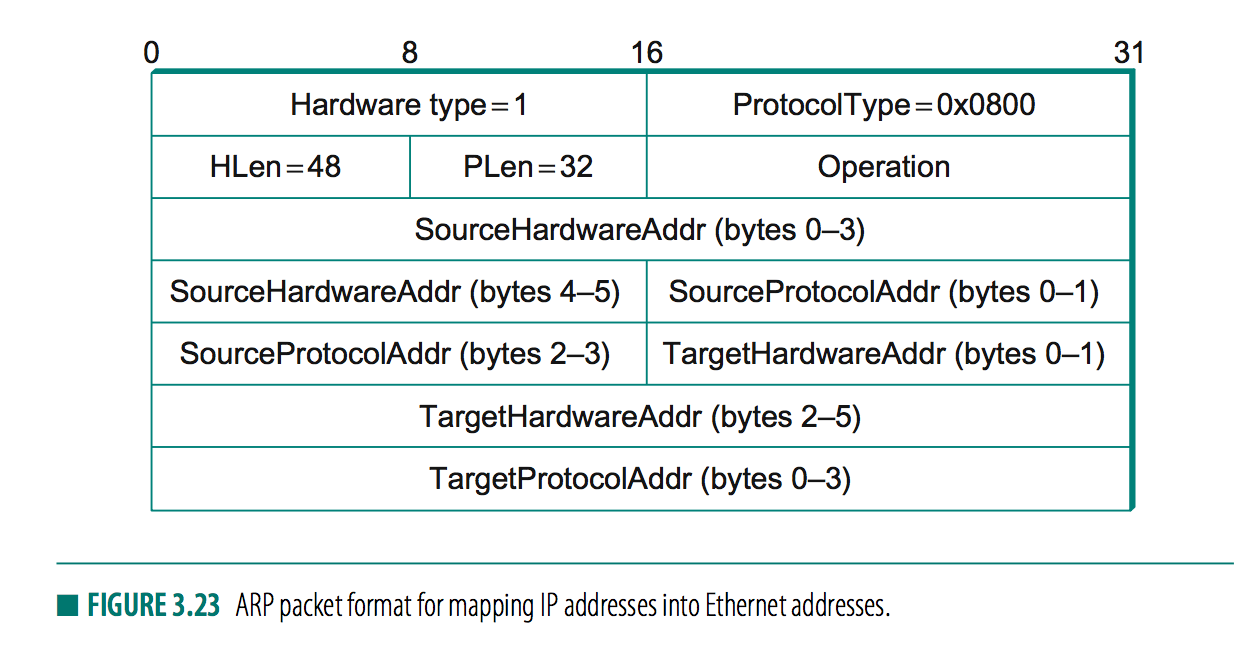 0 8 16 31
Hardware type=1 ProtocolType=0x0800
HLen=48 PLen=32 Operation
SourceHardwareAddr (bytes 0–3)
SourceHardwareAddr (bytes 4–5) SourceProtocolAddr (bytes 0–1)
SourceProtocolAddr (bytes 2–3) TargetHardwareAddr (bytes 0–1)
TargetHardwareAddr (bytes 2–5)
TargetProtocolAddr (bytes 0–3)
■ FIGURE 3.23 ARP packet format for mapping IP addresses into Ethernet addresses.